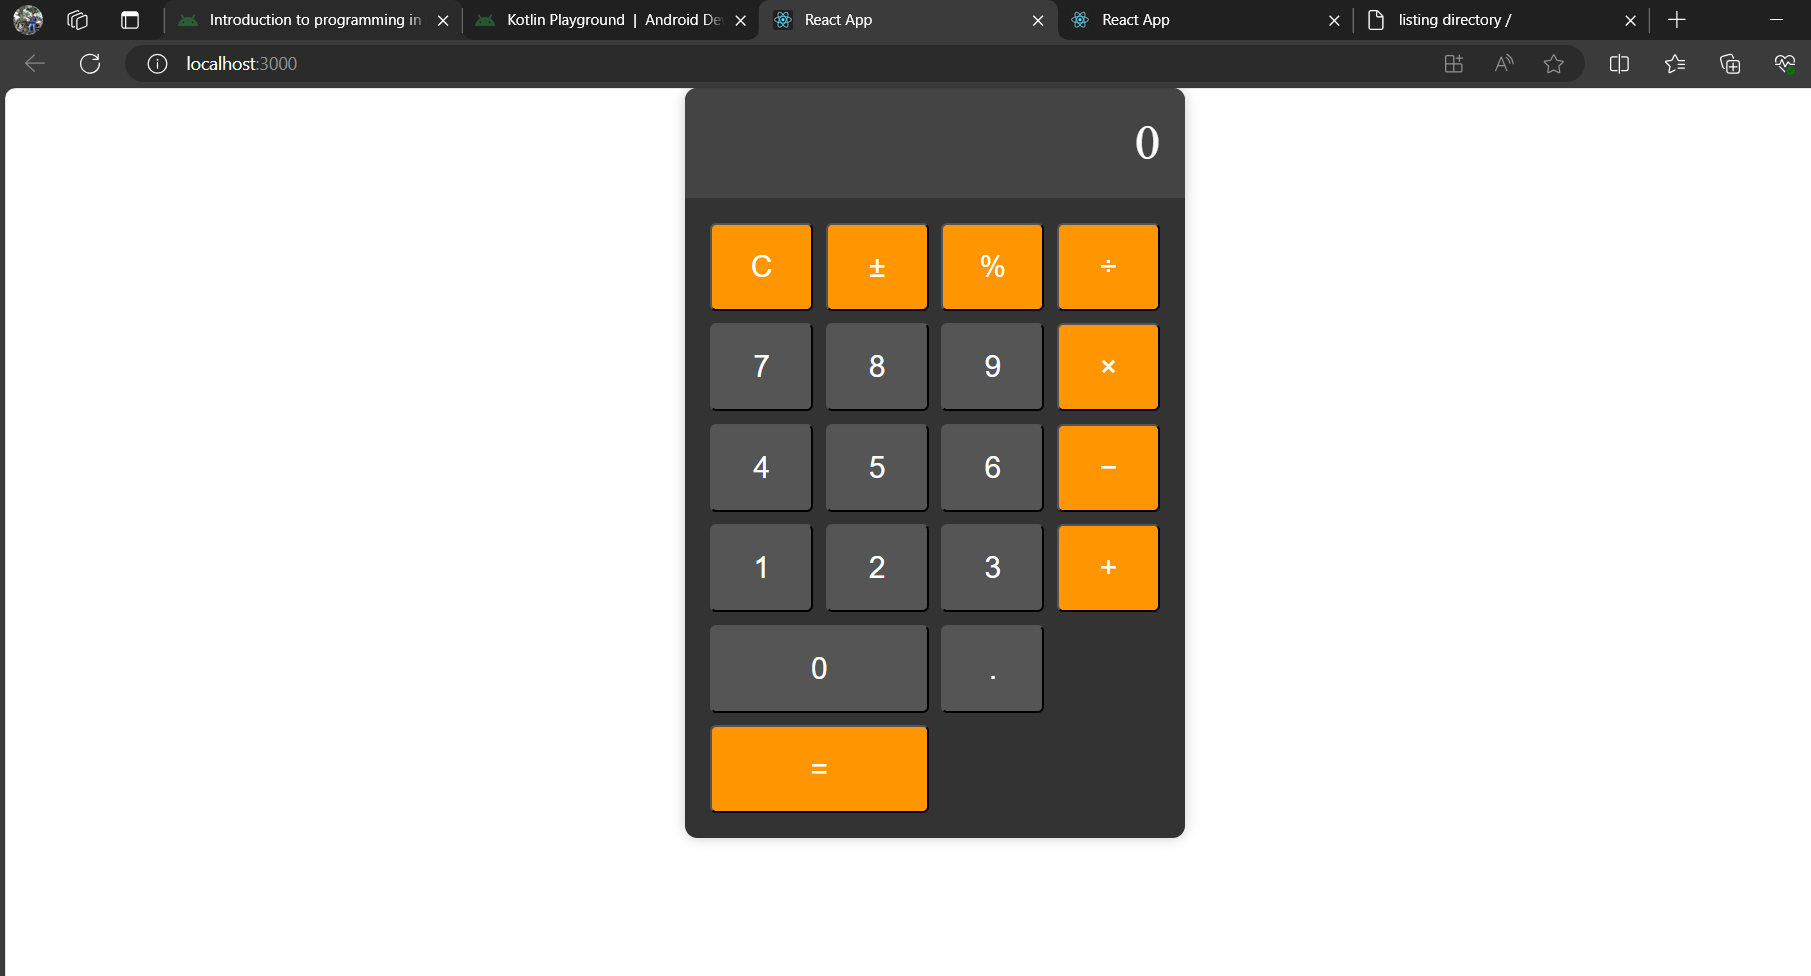 Introduction to programming in
Kotlin Playground | Android De
React App
React App
listing directory /
localhost:3000
0
C ± % ÷
7 8 9 ×
4 5 6 −
1 2 3 +
0 .
=